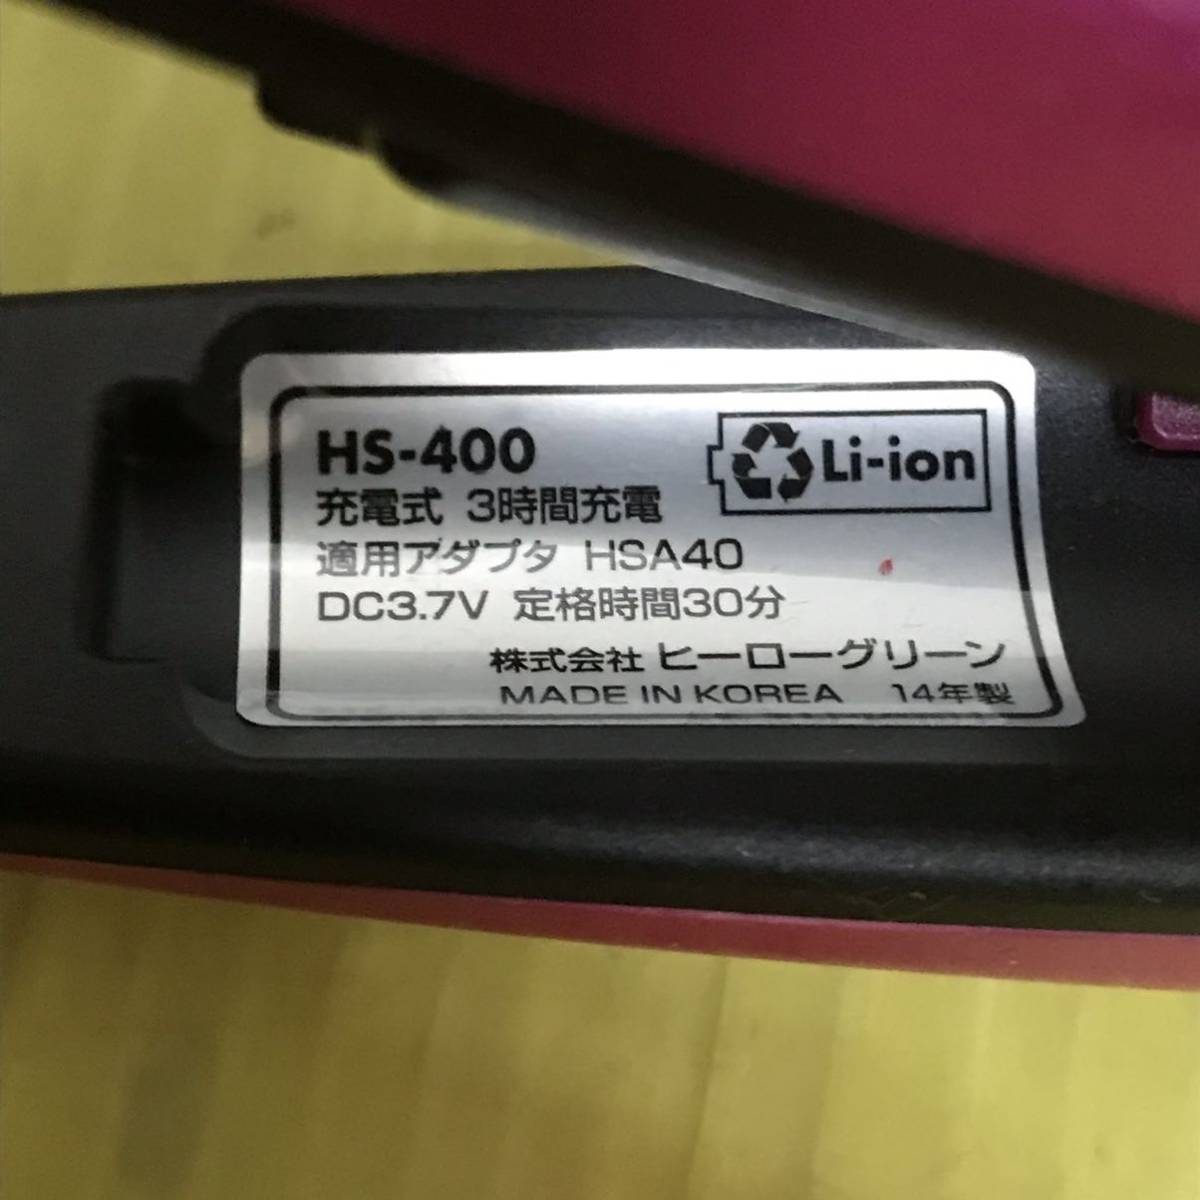 HS-400
Li-ion
充電式 3時間充電
適用アダプタ HSA40
DC3.7V 定格時間30分
株式会社 ヒーローグリーン
MADE IN KOREA 14年製